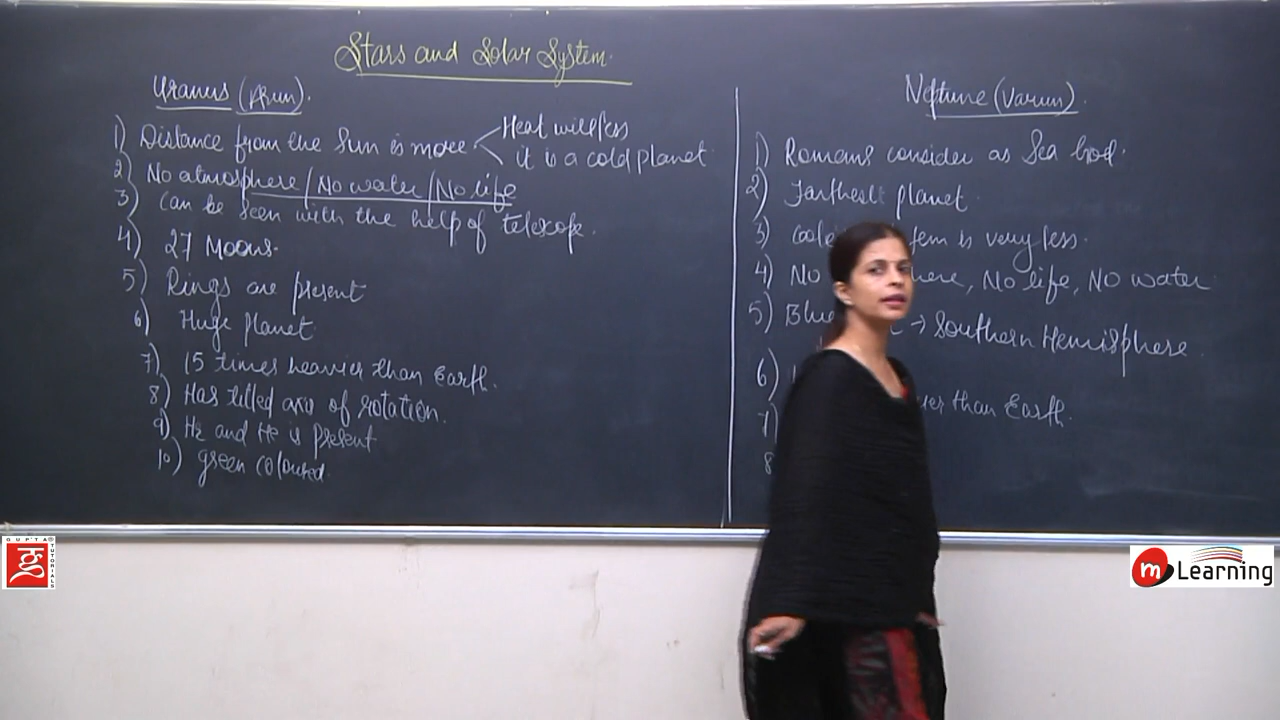 Stars and Solar System.
Uranus (Arun).
1) Distance from the Sun is more
Heat will less
it is a cold planet.
2) No atmosphere / No water / No life
3) can be seen with the help of telescope.
4) 27 Moons.
5) Rings are present
6) Huge planet
7) 15 times heavier than Earth.
8) Has tilted axis of rotation.
9) H2 and He is present
10) green coloured.
Neptune (Varun).
1) Romans consider as Sea God.
2) Farthest planet.
3) tem is very less.
4) No No life, No water
5) → Southern Hemisphere.
6)
7) than Earth.
8
GUPTA TUTORIALS
m Learning